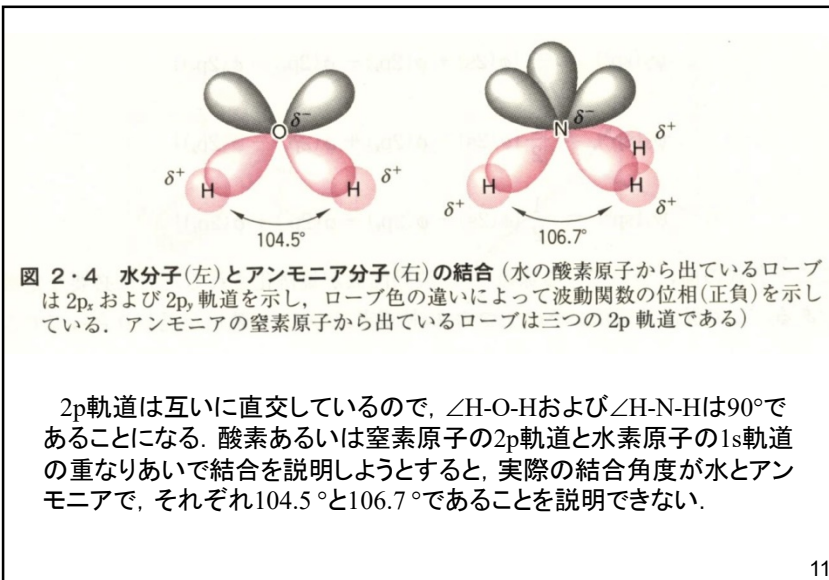 O δ⁻
δ⁺ H H δ⁺
104.5°
N δ⁻
H δ⁺
δ⁺ H H δ⁺
106.7°
図 2・4 水分子(左)とアンモニア分子(右)の結合 (水の酸素原子から出ているローブ
は 2pₓ および 2pᵧ 軌道を示し，ローブ色の違いによって波動関数の位相(正負)を示し
ている．アンモニアの窒素原子から出ているローブは三つの 2p 軌道である)
2p軌道は互いに直交しているので，∠H-O-Hおよび∠H-N-Hは90°で
あることになる．酸素あるいは窒素原子の2p軌道と水素原子の1s軌道
の重なりあいで結合を説明しようとすると，実際の結合角度が水とアン
モニアで，それぞれ104.5 °と106.7 °であることを説明できない．
11